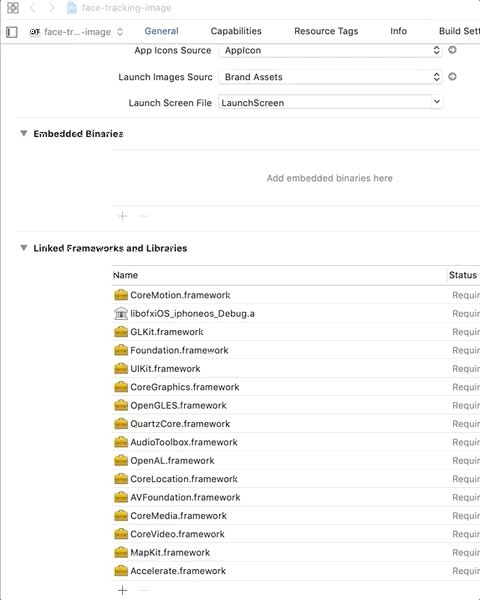 face-tracking-image
face-tr...-image General Capabilities Resource Tags Info Build Sett
App Icons Source AppIcon
Launch Images Sourc Brand Assets
Launch Screen File LaunchScreen
Embedded Binaries
Add embedded binaries here
Linked Frameworks and Libraries
Name Status
CoreMotion.framework Requir
libofxiOS_iphoneos_Debug.a Requir
GLKit.framework Requir
Foundation.framework Requir
UIKit.framework Requir
CoreGraphics.framework Requir
OpenGLES.framework Requir
QuartzCore.framework Requir
AudioToolbox.framework Requir
OpenAL.framework Requir
CoreLocation.framework Requir
AVFoundation.framework Requir
CoreMedia.framework Requir
CoreVideo.framework Requir
MapKit.framework Requir
Accelerate.framework Requir